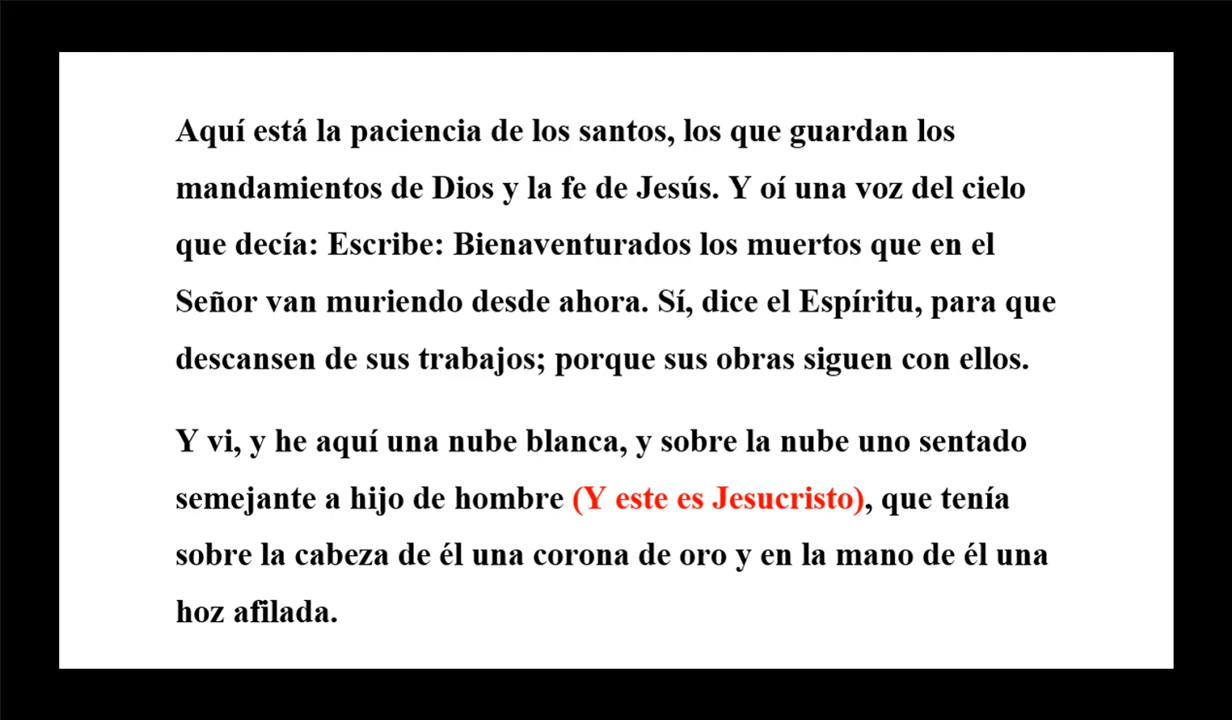 Aquí está la paciencia de los santos, los que guardan los
mandamientos de Dios y la fe de Jesús. Y oí una voz del cielo
que decía: Escribe: Bienaventurados los muertos que en el
Señor van muriendo desde ahora. Sí, dice el Espíritu, para que
descansen de sus trabajos; porque sus obras siguen con ellos.
Y vi, y he aquí una nube blanca, y sobre la nube uno sentado
semejante a hijo de hombre (Y este es Jesucristo), que tenía
sobre la cabeza de él una corona de oro y en la mano de él una
hoz afilada.